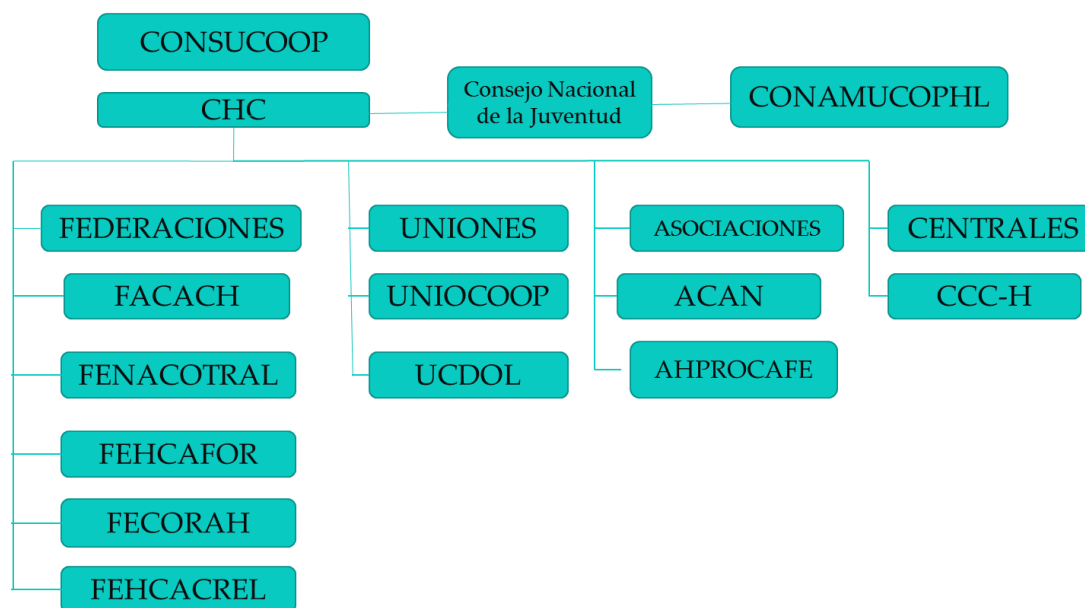 CONSUCOOP
CHC
Consejo Nacional
de la Juventud
CONAMUCOPHL
FEDERACIONES
UNIONES
ASOCIACIONES
CENTRALES
FACACH
UNIOCOOP
ACAN
CCC-H
FENACOTRAL
UCDOL
AHPROCAFE
FEHCAFOR
FECORAH
FEHCACREL